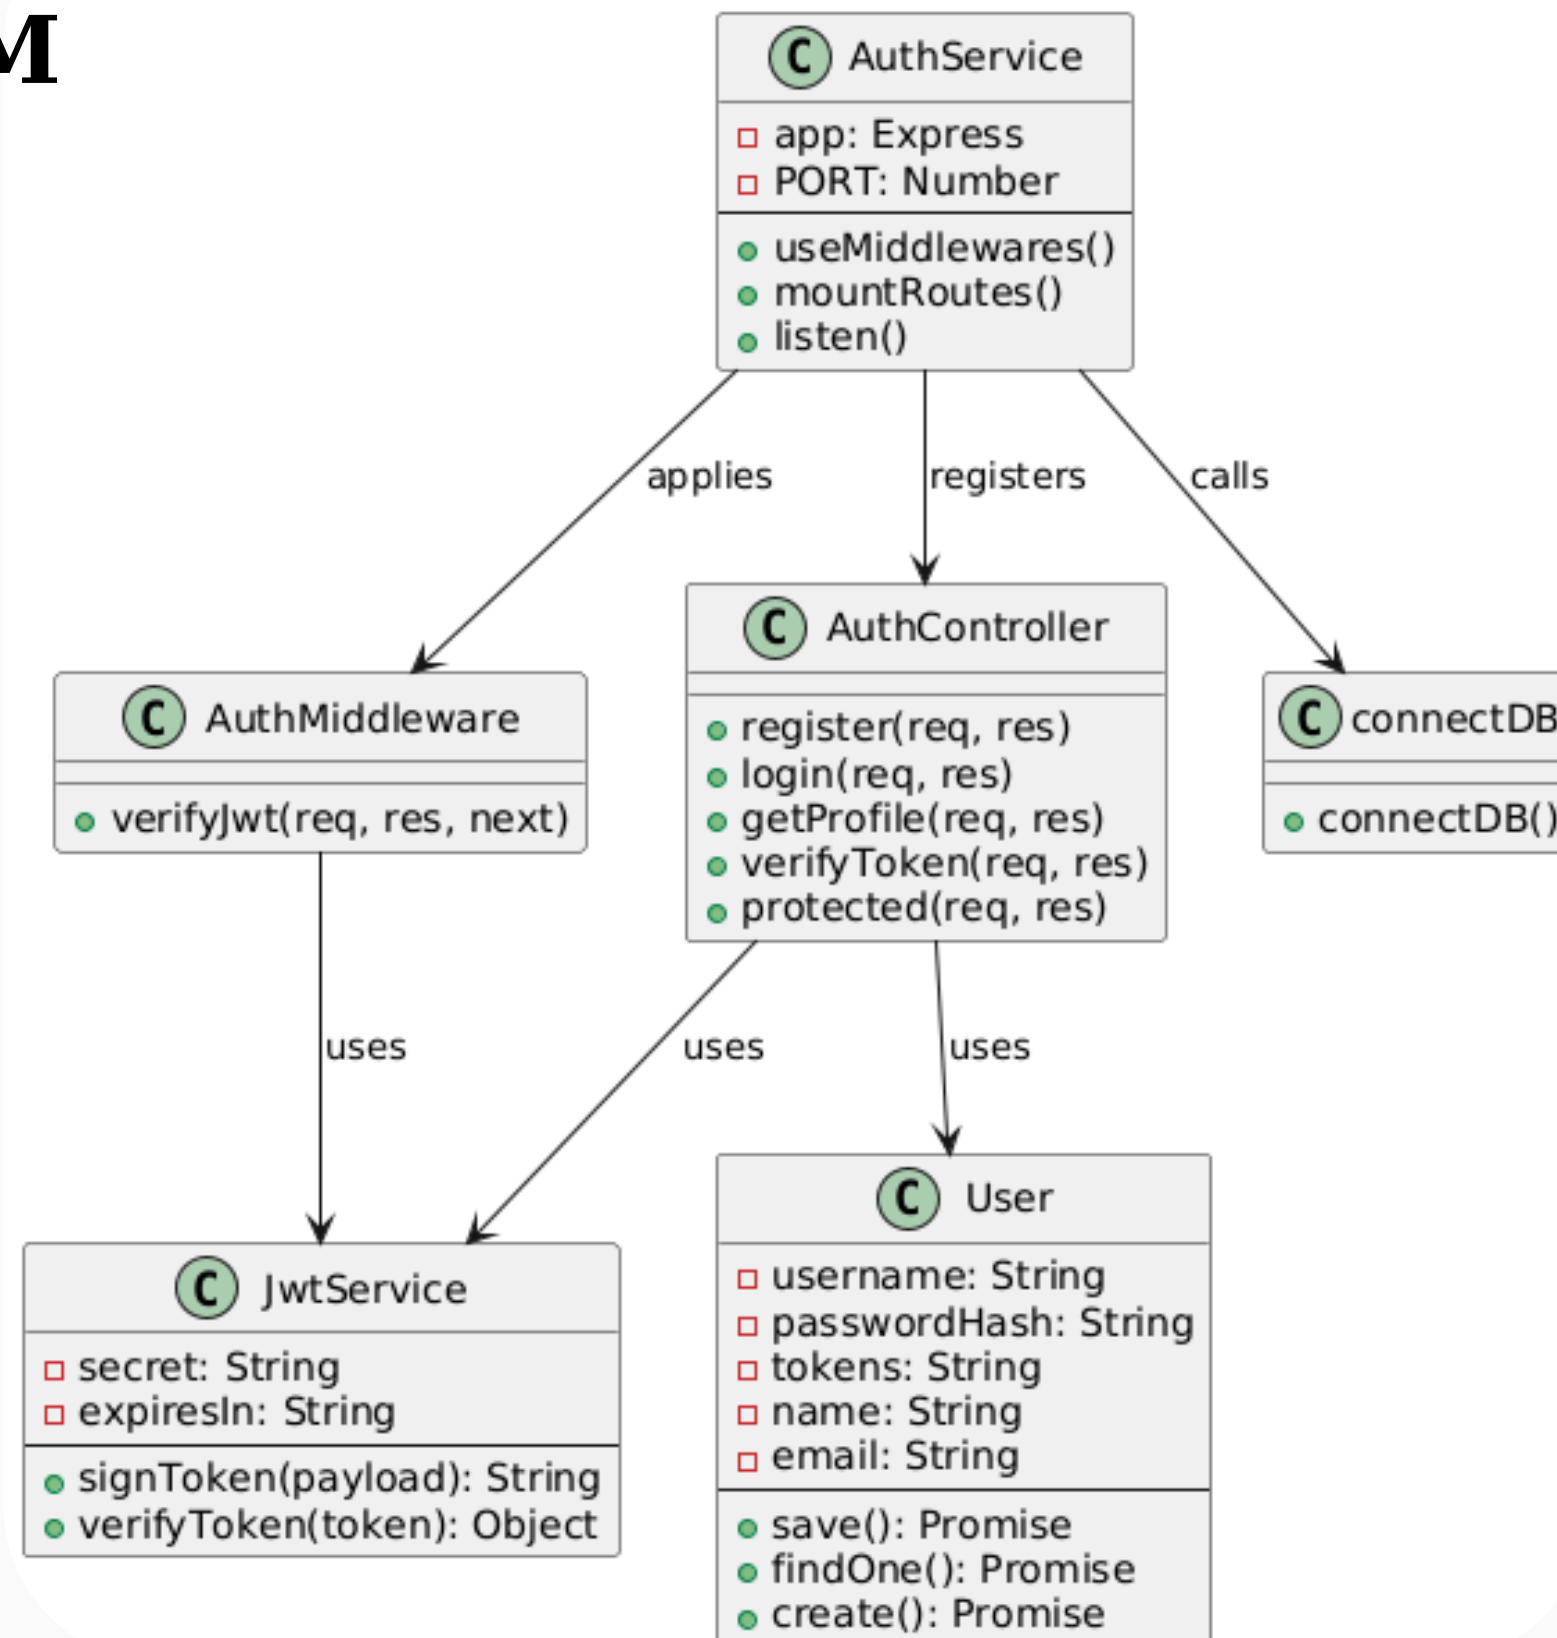 M
C AuthService
app: Express
PORT: Number
useMiddlewares()
mountRoutes()
listen()
applies
registers
calls
C AuthMiddleware
verifyJwt(req, res, next)
C AuthController
register(req, res)
login(req, res)
getProfile(req, res)
verifyToken(req, res)
protected(req, res)
C connectDB
connectDB()
uses
uses
uses
C JwtService
secret: String
expiresIn: String
signToken(payload): String
verifyToken(token): Object
C User
username: String
passwordHash: String
tokens: String
name: String
email: String
save(): Promise
findOne(): Promise
create(): Promise